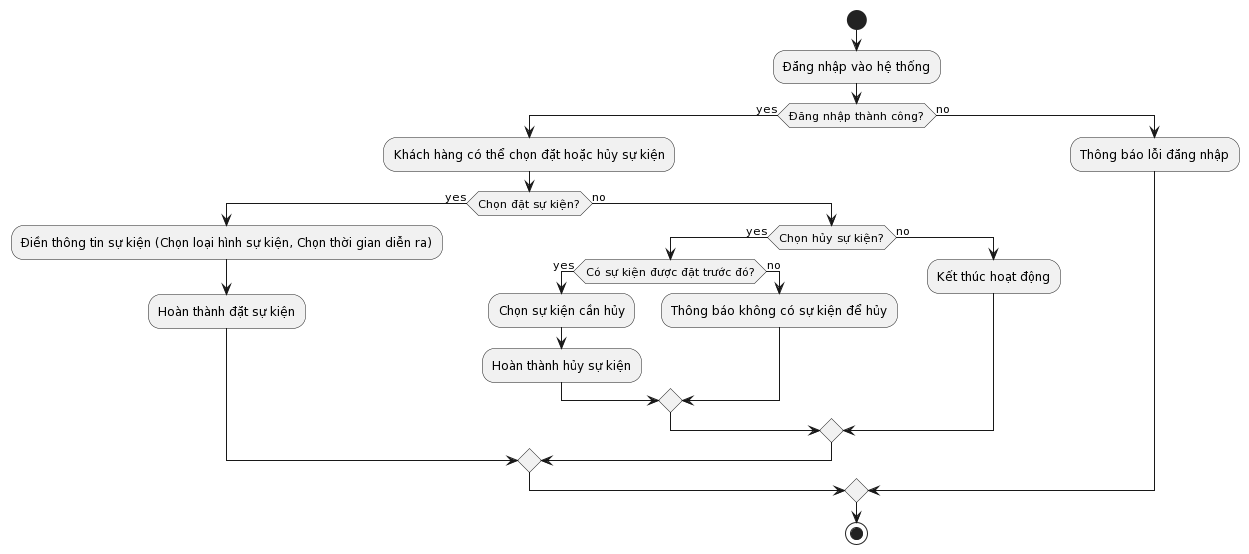 Đăng nhập vào hệ thống
yes
Đăng nhập thành công?
no
Khách hàng có thể chọn đặt hoặc hủy sự kiện
Thông báo lỗi đăng nhập
yes
Chọn đặt sự kiện?
no
Điền thông tin sự kiện (Chọn loại hình sự kiện, Chọn thời gian diễn ra)
yes
Chọn hủy sự kiện?
no
yes
Có sự kiện được đặt trước đó?
no
Kết thúc hoạt động
Hoàn thành đặt sự kiện
Chọn sự kiện cần hủy
Thông báo không có sự kiện để hủy
Hoàn thành hủy sự kiện